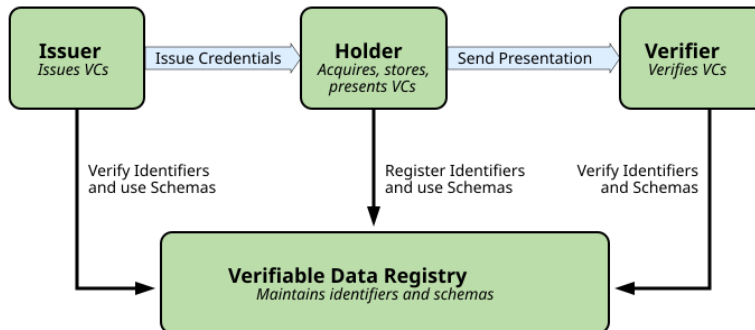 Issuer
Issues VCs
Issue Credentials
Holder
Acquires, stores,
presents VCs
Send Presentation
Verifier
Verifies VCs
Verify Identifiers
and use Schemas
Register Identifiers
and use Schemas
Verify Identifiers
and Schemas
Verifiable Data Registry
Maintains identifiers and schemas